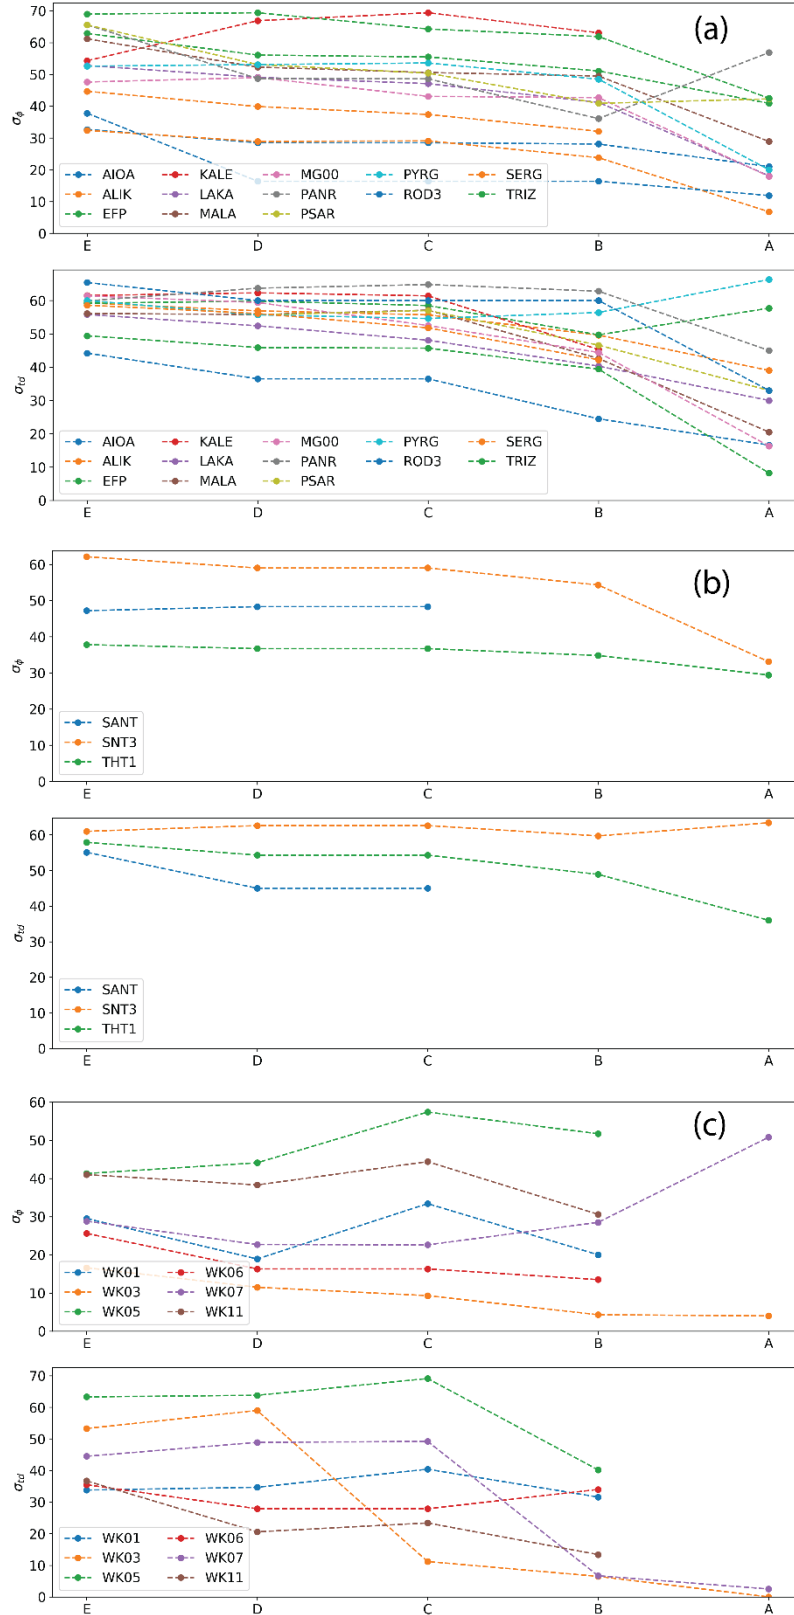 (a)
σϕ
60
50
40
30
20
10
0
AIOA KALE MG00 PYRG SERG
ALIK LAKA PANR ROD3 TRIZ
EFP MALA PSAR
E D C B A
σtd
60
50
40
30
20
10
0
AIOA KALE MG00 PYRG SERG
ALIK LAKA PANR ROD3 TRIZ
EFP MALA PSAR
E D C B A
(b)
σϕ
60
50
40
30
20
10
0
SANT
SNT3
THT1
E D C B A
σtd
60
50
40
30
20
10
0
SANT
SNT3
THT1
E D C B A
(c)
σϕ
60
50
40
30
20
10
0
WK01 WK06
WK03 WK07
WK05 WK11
E D C B A
σtd
70
60
50
40
30
20
10
0
WK01 WK06
WK03 WK07
WK05 WK11
E D C B A